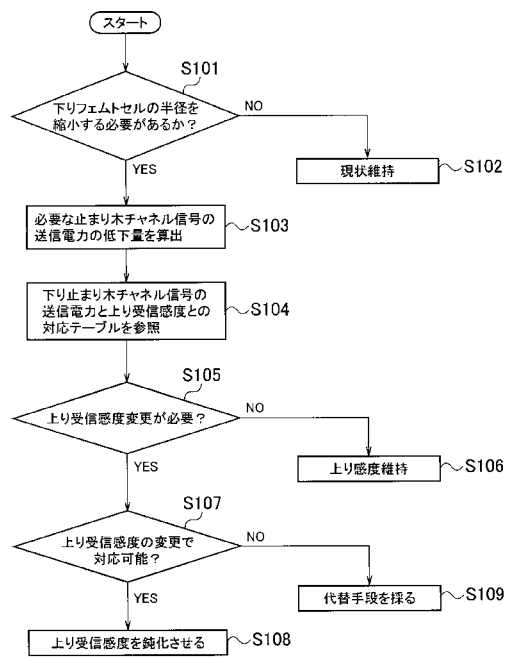 スタート
S101
下りフェムトセルの半径を
縮小する必要があるか？
NO
YES
現状維持
S102
必要な止まり木チャネル信号の
送信電力の低下量を算出
S103
下り止まり木チャネル信号の
送信電力と上り受信感度との
対応テーブルを参照
S104
S105
上り受信感度変更が必要？
NO
YES
上り感度維持
S106
S107
上り受信感度の変更で
対応可能？
NO
YES
代替手段を採る
S109
上り受信感度を鈍化させる
S108